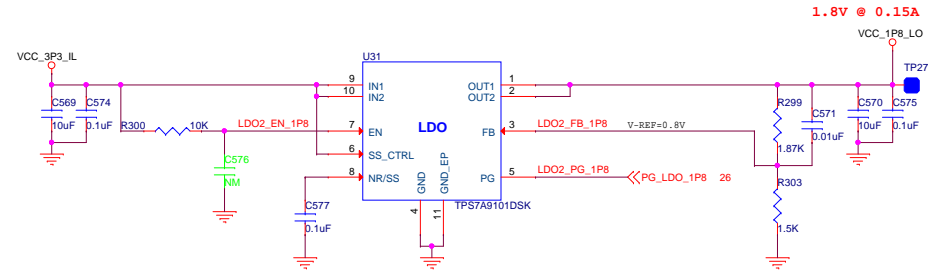 1.8V @ 0.15A
VCC_1P8_LO
VCC_3P3_IL
U31
TP27
C569
C574
10uF
0.1uF
R300
10K
LDO2_EN_1P8
C576
NM
C577
0.1uF
9
10
7
6
8
IN1
IN2
EN
SS_CTRL
NR/SS
LDO
OUT1
OUT2
FB
PG
GND
GND_EP
4
11
TPS7A9101DSK
1
2
3
5
LDO2_FB_1P8
V-REF=0.8V
LDO2_PG_1P8
PG_LDO_1P8 26
R299
1.87K
C571
0.01uF
C570
10uF
C575
0.1uF
R303
1.5K